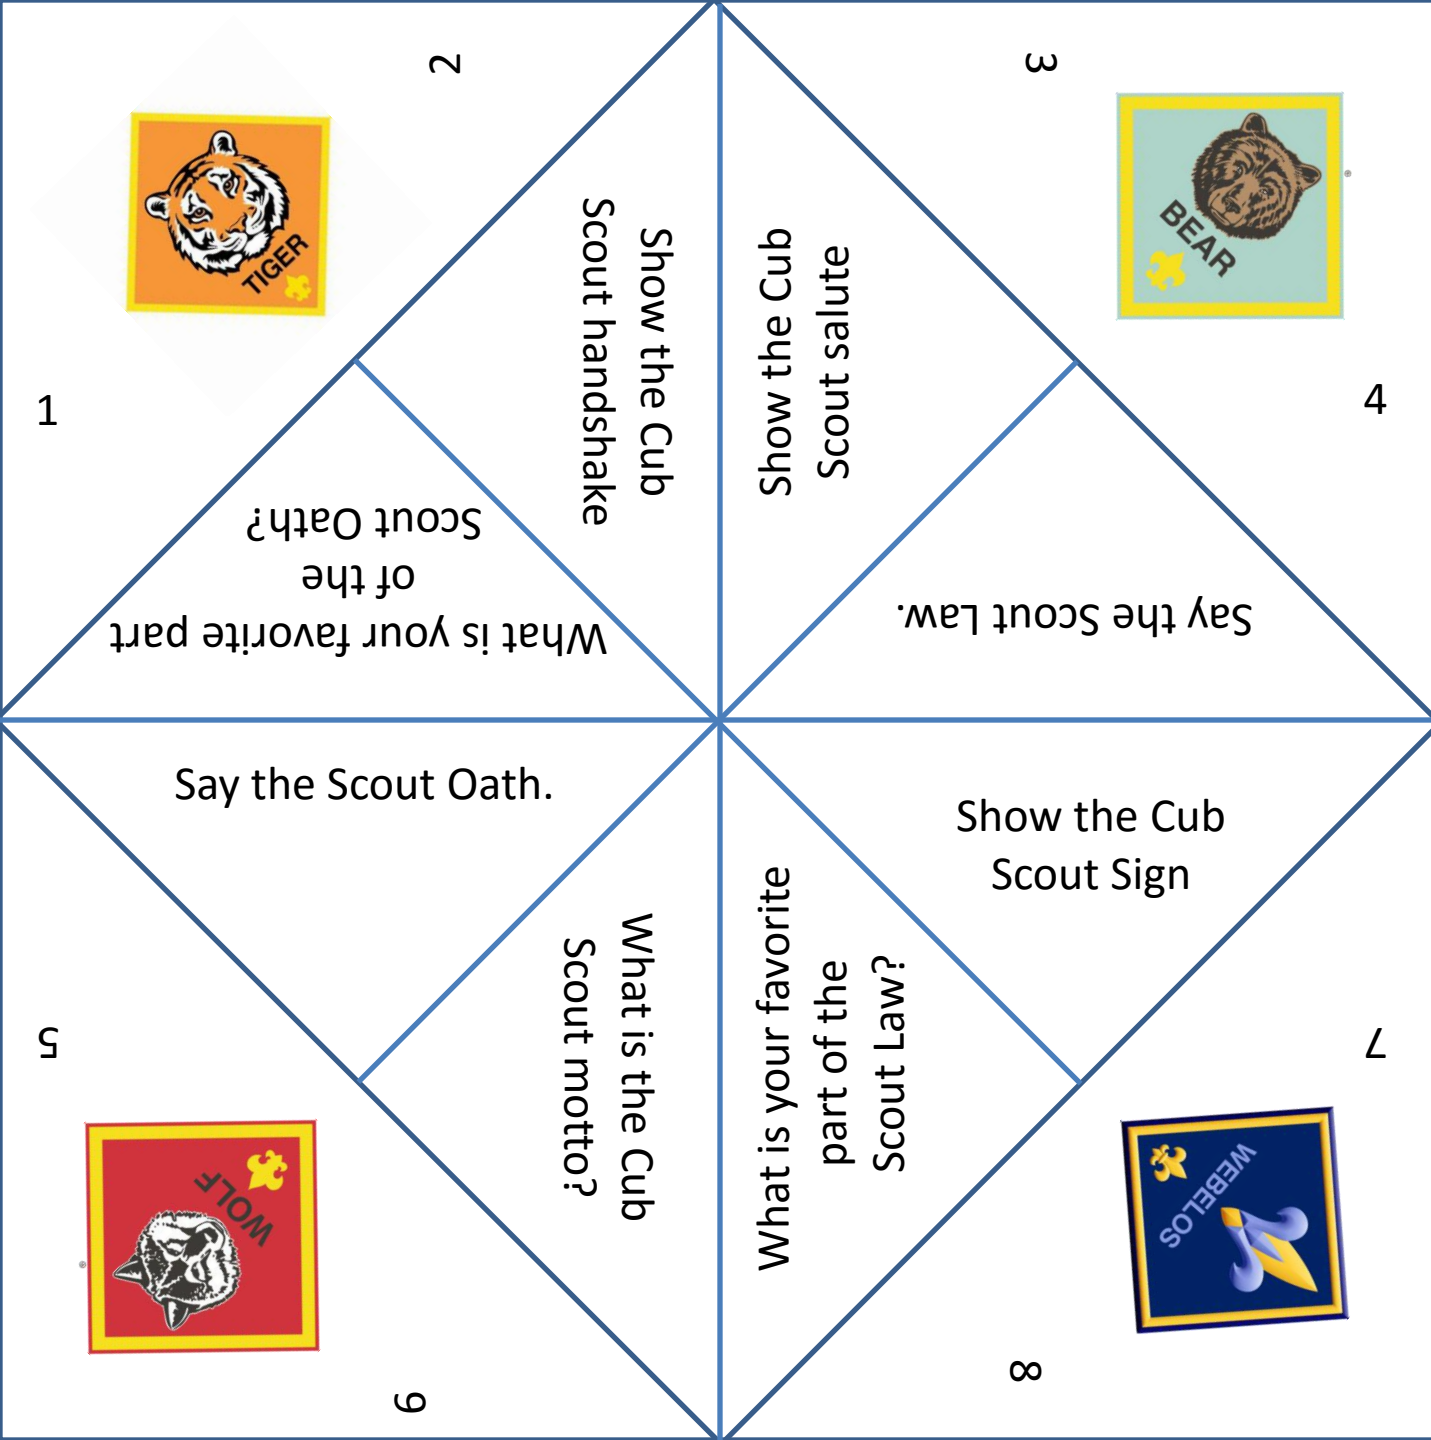 2
TIGER
1
3
BEAR
®
4
Show the Cub
Scout handshake
Show the Cub
Scout salute
What is your favorite part
of the
Scout Oath?
Say the Scout Law.
Say the Scout Oath.
What is the Cub
Scout motto?
What is your favorite
part of the
Scout Law?
Show the Cub
Scout Sign
5
WOLF
®
6
7
WEBELOS
8